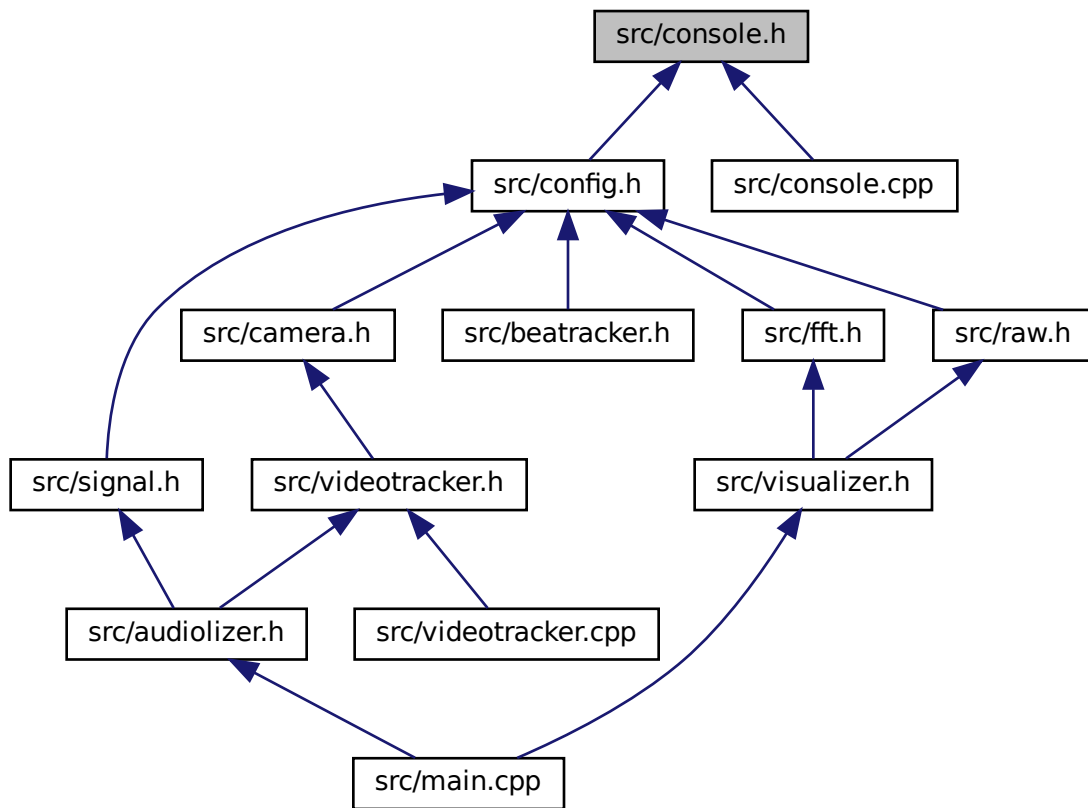 src/console.h
src/config.h
src/console.cpp
src/camera.h
src/beatracker.h
src/fft.h
src/raw.h
src/signal.h
src/videotracker.h
src/visualizer.h
src/audiolizer.h
src/videotracker.cpp
src/main.cpp